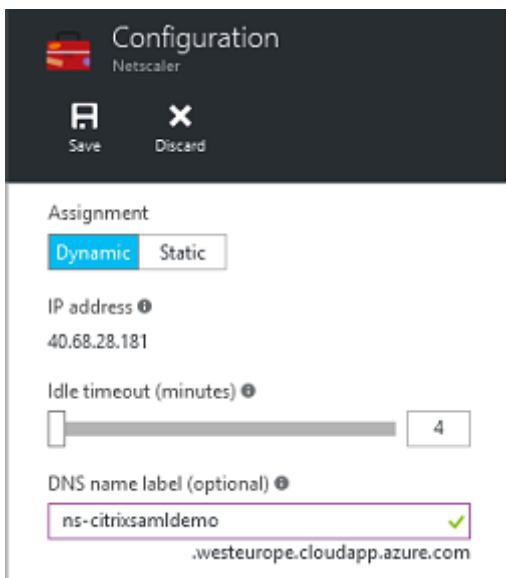 Configuration
Netscaler
Save Discard
Assignment
Dynamic Static
IP address
40.68.28.181
Idle timeout (minutes)
4
DNS name label (optional)
ns-citrixsamldemo
.westeurope.cloudapp.azure.com